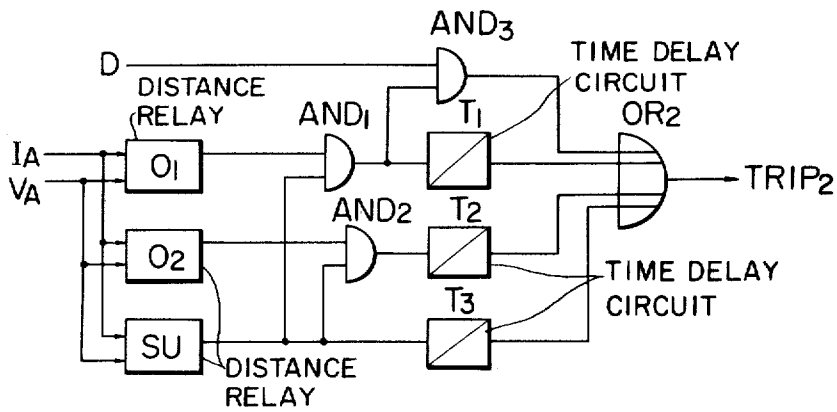 AND3
TIME DELAY
CIRCUIT
D
DISTANCE
RELAY
AND1
T1
OR2
IA
O1
VA
TRIP2
AND2
T2
O2
TIME DELAY
CIRCUIT
T3
SU
DISTANCE
RELAY